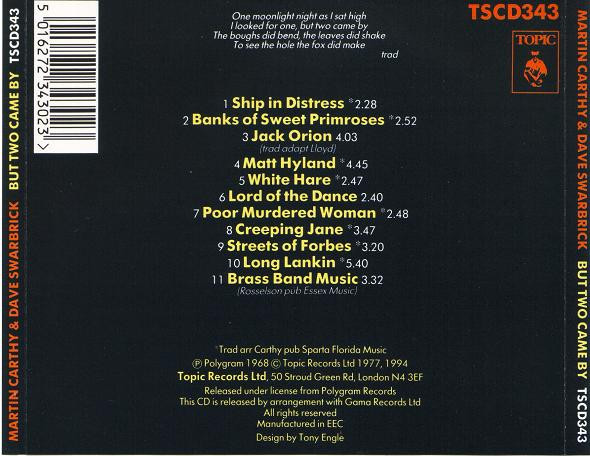 One moonlight night as I sat high
I looked for one, but two came by
The boughs did bend, the leaves did shake
To see the hole the fox did make
trad
TSCD343
TOPIC
5 016272 343023 >
MARTIN CARTHY & DAVE SWARBRICK BUT TWO CAME BY TSCD343
1 Ship in Distress *2.28
2 Banks of Sweet Primroses *2.52
3 Jack Orion 4.03
(trad adapt Lloyd)
4 Matt Hyland *4.45
5 White Hare *2.47
6 Lord of the Dance 2.40
7 Poor Murdered Woman *2.48
8 Creeping Jane *3.47
9 Streets of Forbes *3.20
10 Long Lankin *5.40
11 Brass Band Music 3.32
(Rosselson pub Essex Music)
*Trad arr Carthy pub Sparta Florida Music
Ⓟ Polygram 1968 © Topic Records Ltd 1977, 1994
Topic Records Ltd, 50 Stroud Green Rd, London N4 3EF
Released under license from Polygram Records
This CD is released by arrangement with Gama Records Ltd
All rights reserved
Manufactured in EEC
Design by Tony Engle
MARTIN CARTHY & DAVE SWARBRICK BUT TWO CAME BY TSCD343